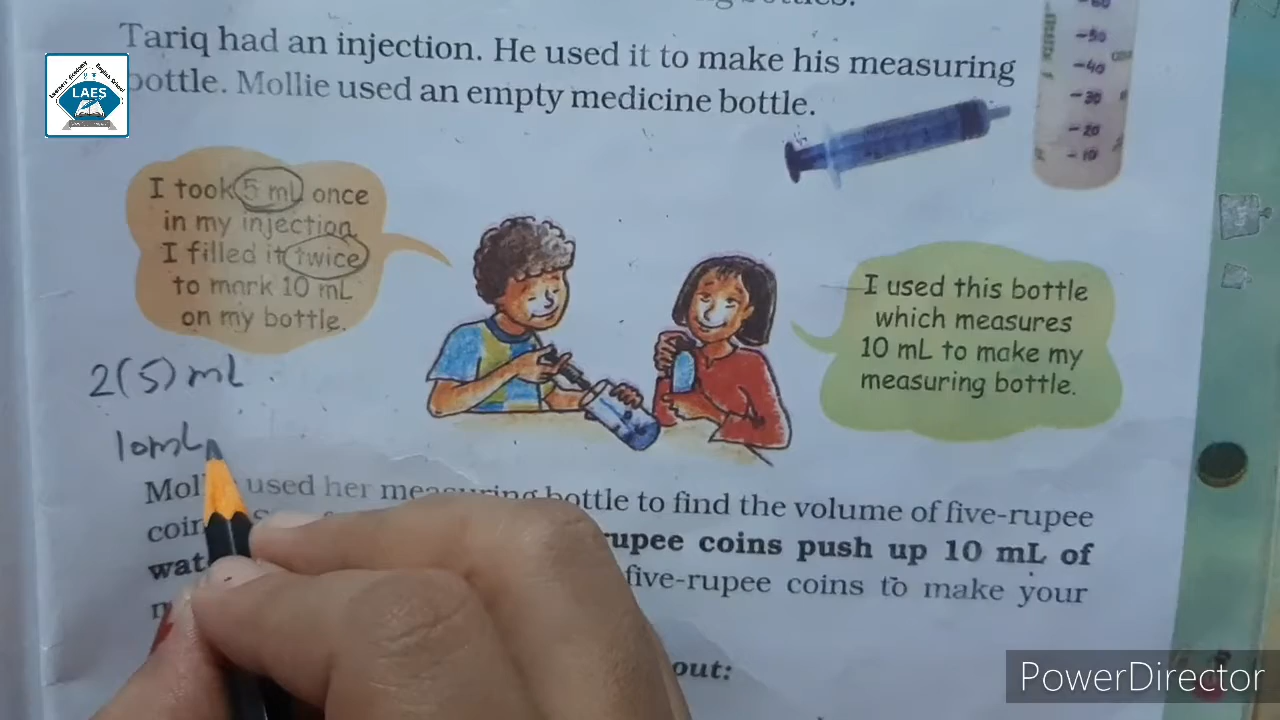 Tariq had an injection. He used it to make his measuring
bottle. Mollie used an empty medicine bottle.
LAES
-50
-40
-30
-20
-10
I took 5 mL once
in my injection.
I filled it twice
to mark 10 mL
on my bottle.
I used this bottle
which measures
10 mL to make my
measuring bottle.
2(5) mL
10mL
used her measuring bottle to find the volume of five-rupee
rupee coins push up 10 mL of
five-rupee coins to make your
out:
PowerDirector